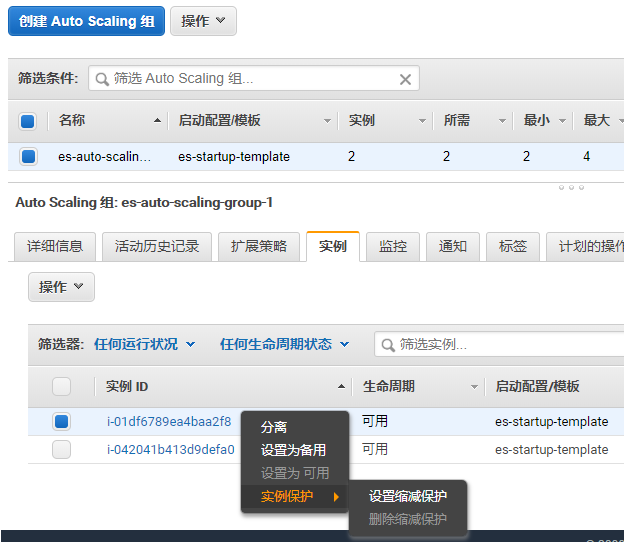 创建 Auto Scaling 组 操作
筛选条件: 筛选 Auto Scaling 组...
名称 启动配置/模板 实例 所需 最小 最大
es-auto-scalin... es-startup-template 2 2 2 4
Auto Scaling 组: es-auto-scaling-group-1
详细信息 活动历史记录 扩展策略 实例 监控 通知 标签 计划的操作
操作
筛选器: 任何运行状况 任何生命周期状态 筛选实例...
实例 ID 生命周期 启动配置/模板
i-01df6789ea4baa2f8 可用 es-startup-template
i-042041b413d9defa0 可用 es-startup-template
分离
设置为备用
设置为 可用
实例保护 设置缩减保护
删除缩减保护